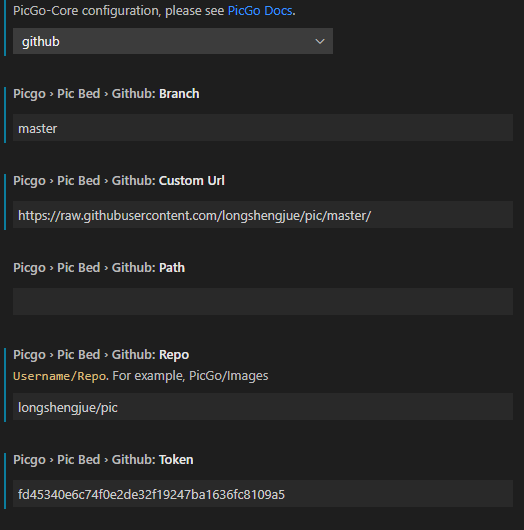 PicGo-Core configuration, please see PicGo Docs.
github
Picgo › Pic Bed › Github: Branch
master
Picgo › Pic Bed › Github: Custom Url
https://raw.githubusercontent.com/longshengjue/pic/master/
Picgo › Pic Bed › Github: Path
Picgo › Pic Bed › Github: Repo
Username/Repo. For example, PicGo/Images
longshengjue/pic
Picgo › Pic Bed › Github: Token
fd45340e6c74f0e2de32f19247ba1636fc8109a5